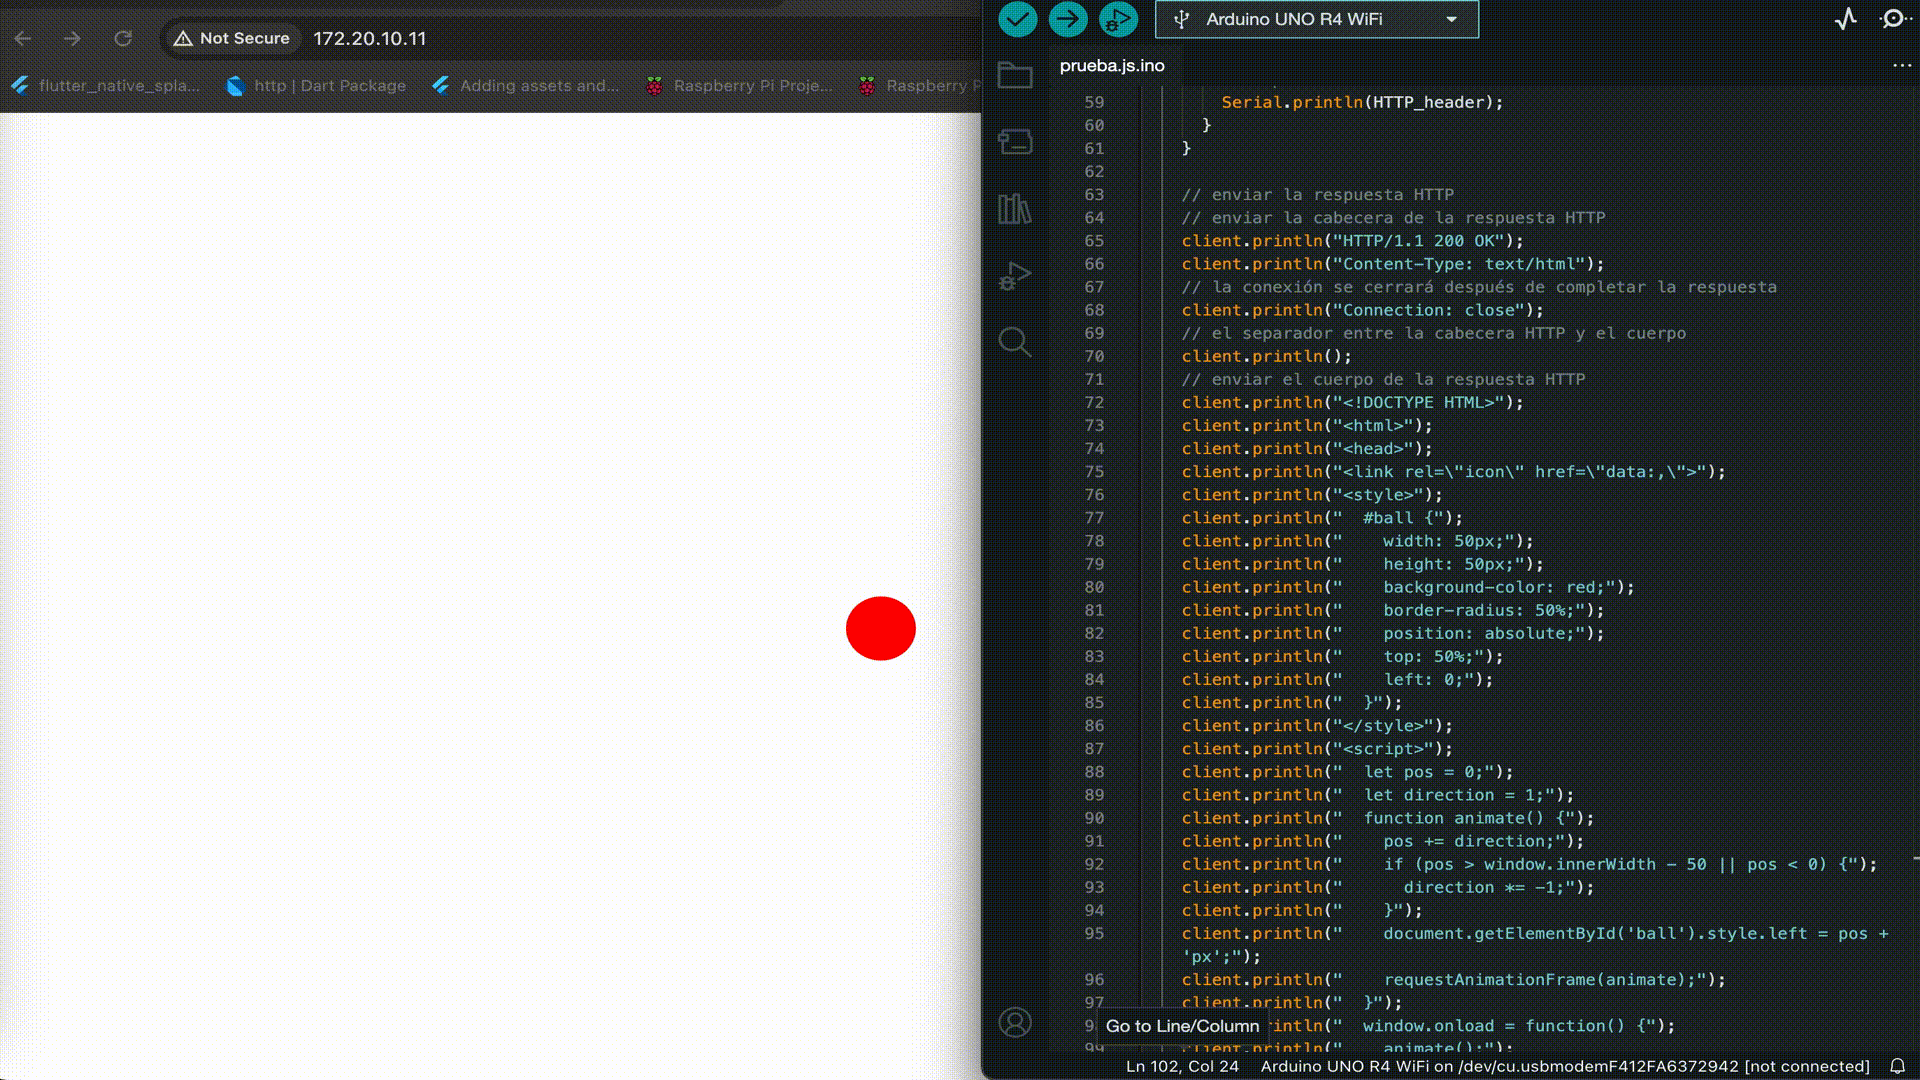 Not Secure 172.20.10.11
flutter_native_spla... http | Dart Package Adding assets and... Raspberry Pi Proje... Raspberry P
Arduino UNO R4 WiFi
prueba.js.ino
59 Serial.println(HTTP_header);
60 }
61 }
62
63 // enviar la respuesta HTTP
64 // enviar la cabecera de la respuesta HTTP
65 client.println("HTTP/1.1 200 OK");
66 client.println("Content-Type: text/html");
67 // la conexión se cerrará después de completar la respuesta
68 client.println("Connection: close");
69 // el separador entre la cabecera HTTP y el cuerpo
70 client.println();
71 // enviar el cuerpo de la respuesta HTTP
72 client.println("<!DOCTYPE HTML>");
73 client.println("<html>");
74 client.println("<head>");
75 client.println("<link rel=\"icon\" href=\"data:,\">");
76 client.println("<style>");
77 client.println("  #ball {");
78 client.println("    width: 50px;");
79 client.println("    height: 50px;");
80 client.println("    background-color: red;");
81 client.println("    border-radius: 50%;");
82 client.println("    position: absolute;");
83 client.println("    top: 50%;");
84 client.println("    left: 0;");
85 client.println("  }");
86 client.println("</style>");
87 client.println("<script>");
88 client.println("  let pos = 0;");
89 client.println("  let direction = 1;");
90 client.println("  function animate() {");
91 client.println("    pos += direction;");
92 client.println("    if (pos > window.innerWidth - 50 || pos < 0) {");
93 client.println("      direction *= -1;");
94 client.println("    }");
95 client.println("    document.getElementById('ball').style.left = pos +
'px';");
96 client.println("    requestAnimationFrame(animate);");
97 client.println("  }");
9 Go to Line/Column rintln("  window.onload = function() {");
99 client.println("    animate();");
Ln 102, Col 24 Arduino UNO R4 WiFi on /dev/cu.usbmodemF412FA6372942 [not connected]